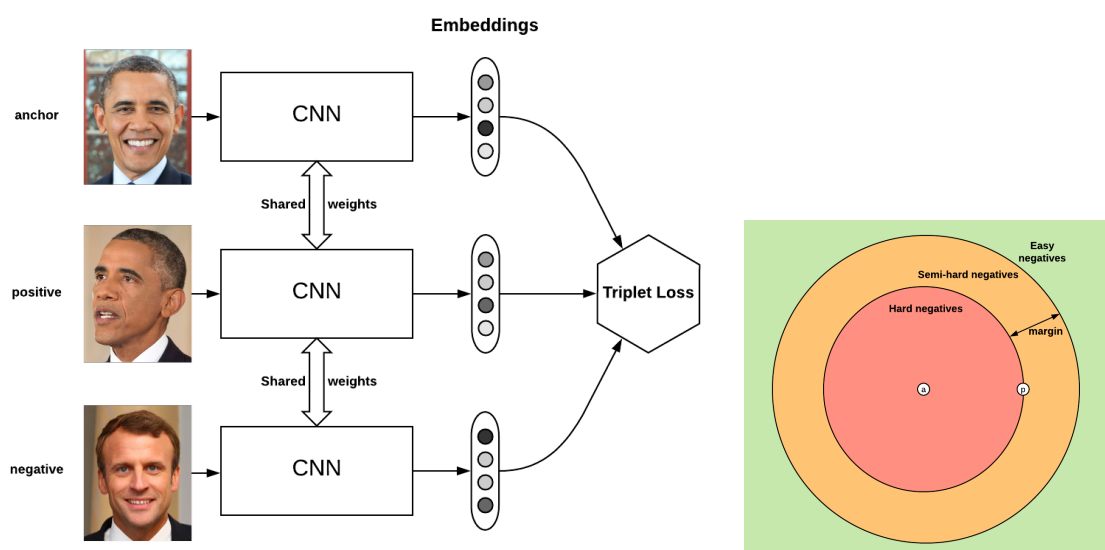 Embeddings
anchor
CNN
Shared weights
positive
CNN
Triplet Loss
Shared weights
negative
CNN
Easy
negatives
Semi-hard negatives
Hard negatives
margin
a
p